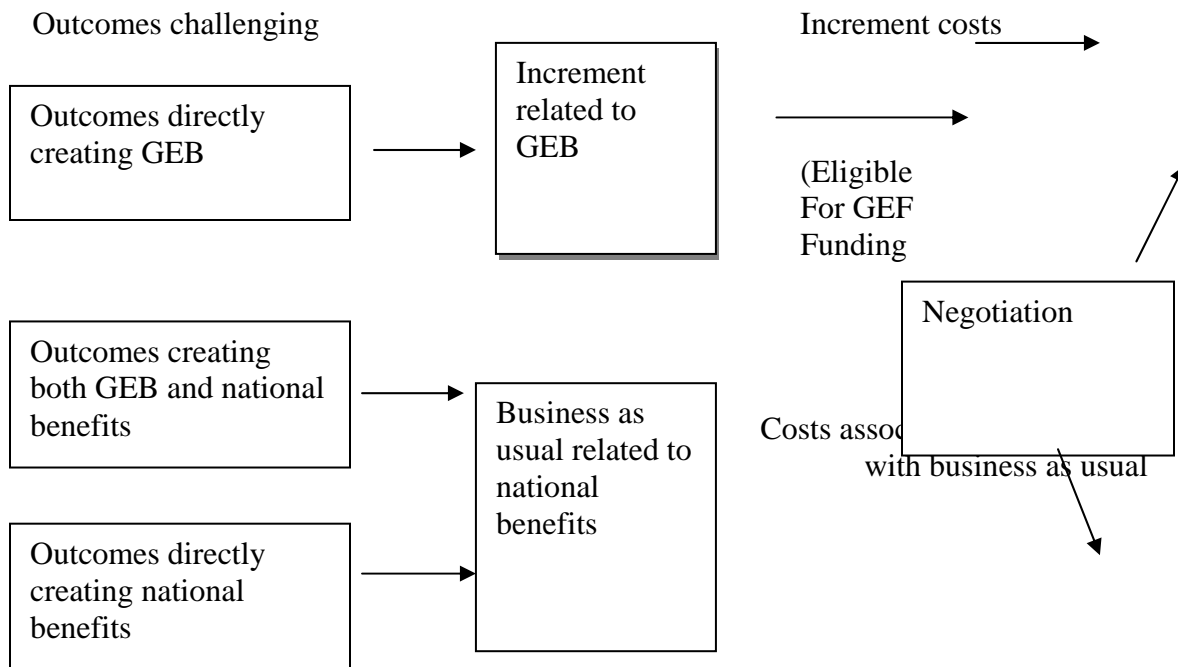 Outcomes challenging
Outcomes directly
creating GEB
Increment
related to
GEB
Increment costs
(Eligible
For GEF
Funding
Negotiation
Outcomes creating
both GEB and national
benefits
Business as
usual related to
national
benefits
Costs
with business as usual
Outcomes directly
creating national
benefits